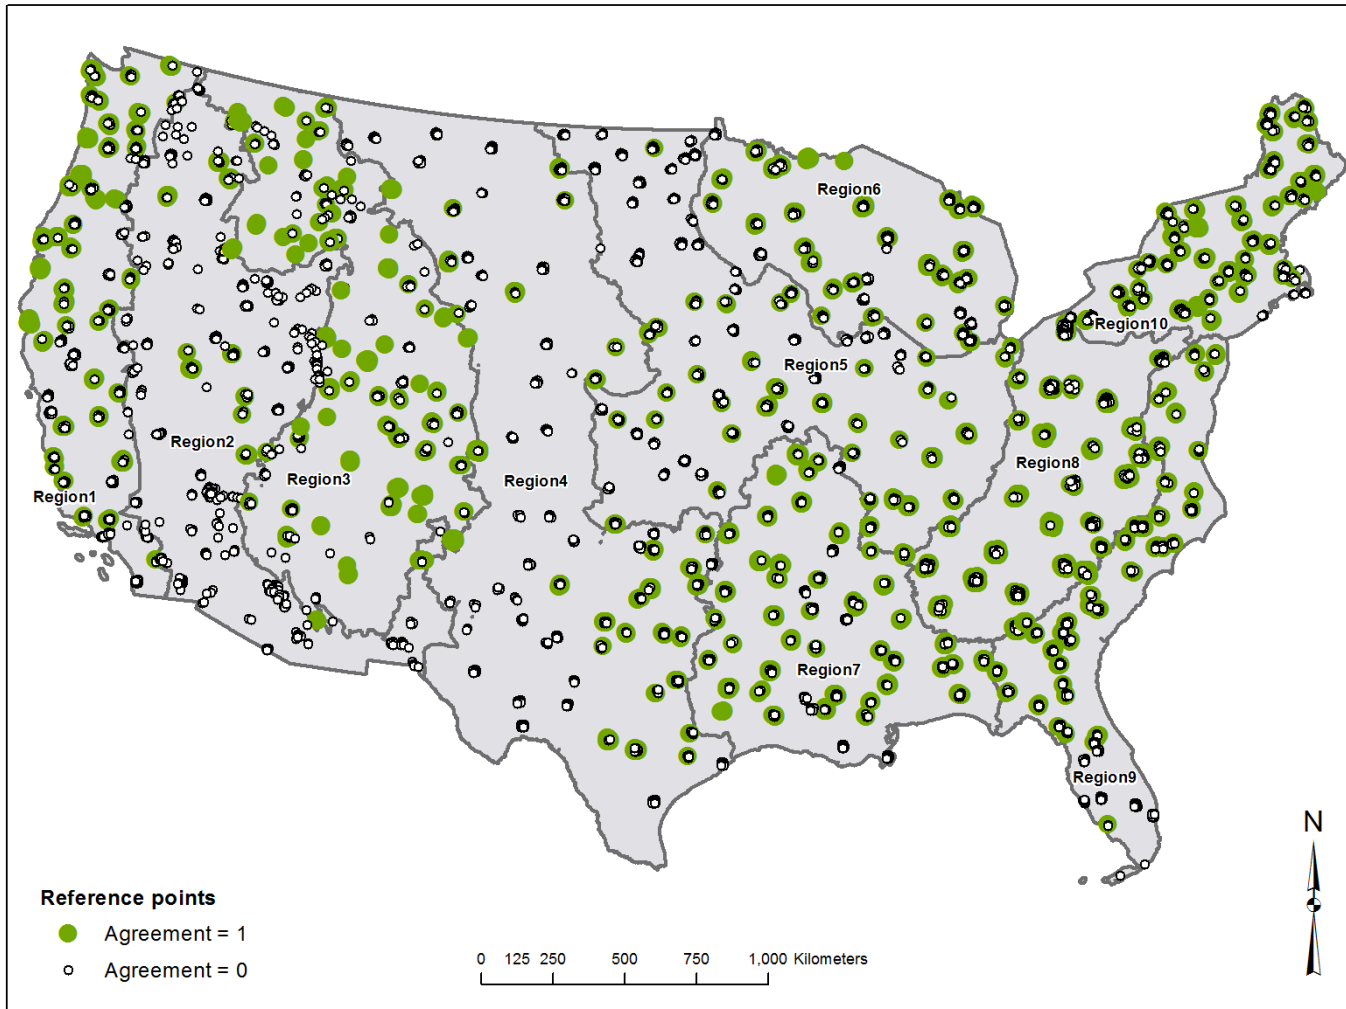 Region6
Region10
Region5
Region2
Region8
Region3
Region4
Region1
Region7
Region9
N
Reference points
Agreement = 1
Agreement = 0
0 125 250 500 750 1,000 Kilometers